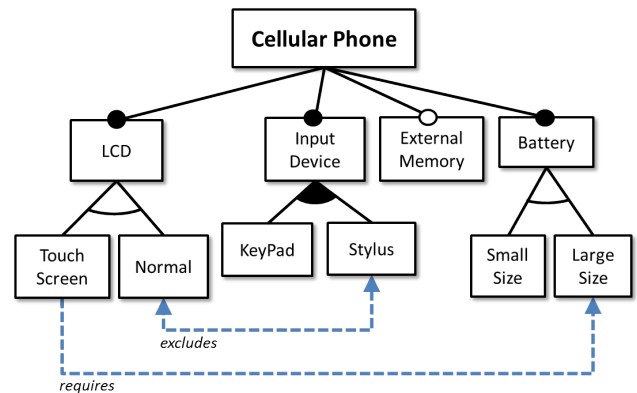 Cellular Phone
LCD
Input
Device
External
Memory
Battery
Touch
Screen
Normal
KeyPad
Stylus
Small
Size
Large
Size
excludes
requires